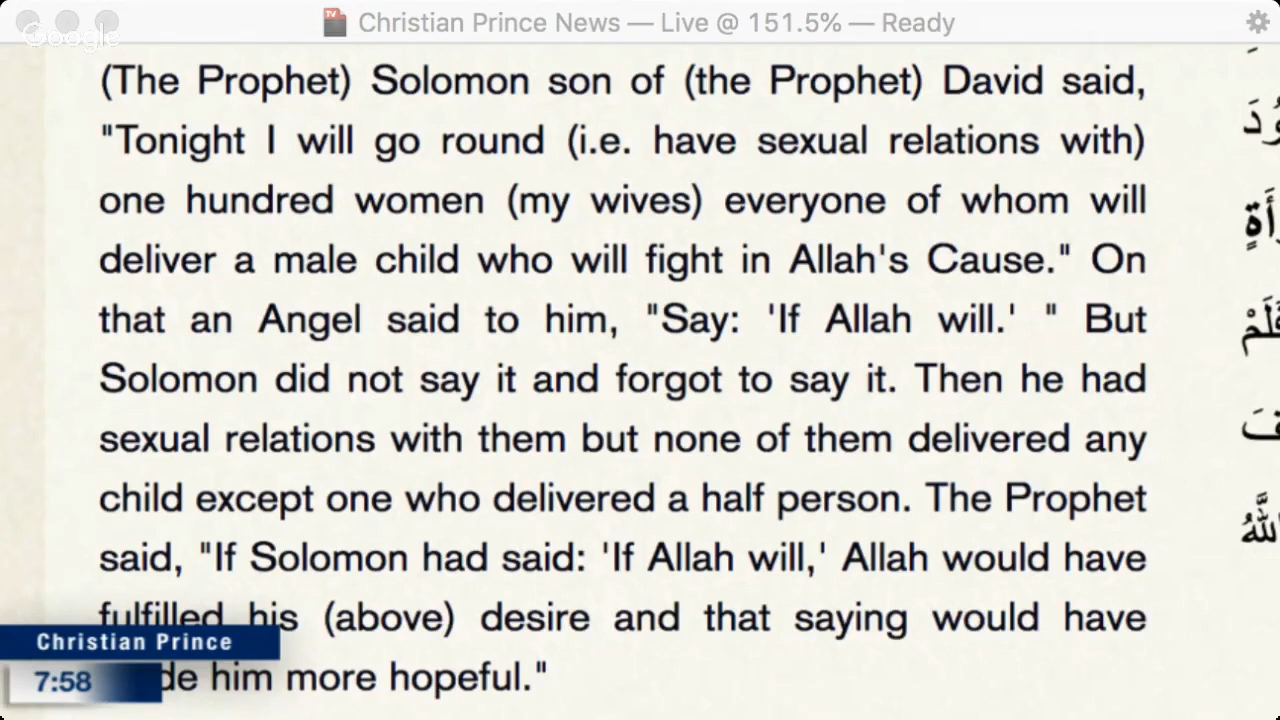 Christian Prince News — Live @ 151.5% — Ready
Google
(The Prophet) Solomon son of (the Prophet) David said,
"Tonight I will go round (i.e. have sexual relations with)
one hundred women (my wives) everyone of whom will
deliver a male child who will fight in Allah's Cause." On
that an Angel said to him, "Say: 'If Allah will.' " But
Solomon did not say it and forgot to say it. Then he had
sexual relations with them but none of them delivered any
child except one who delivered a half person. The Prophet
said, "If Solomon had said: 'If Allah will,' Allah would have
fulfilled his (above) desire and that saying would have
de him more hopeful."
Christian Prince
7:58